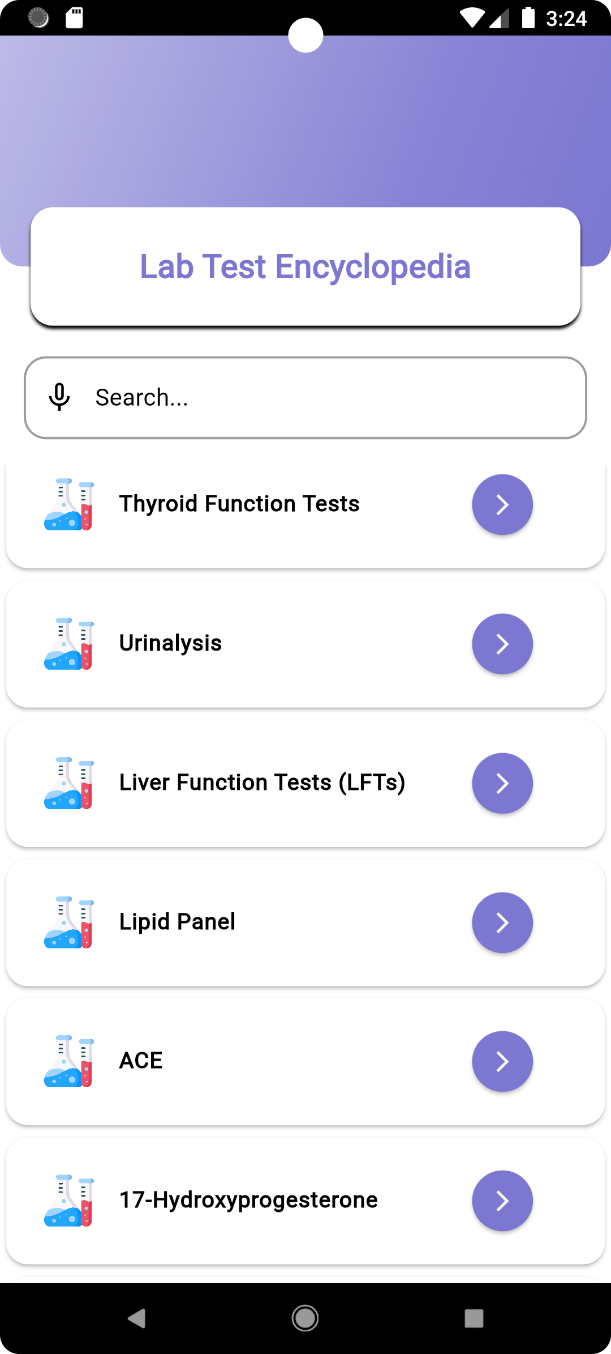 3:24
Lab Test Encyclopedia
Search...
Thyroid Function Tests
Urinalysis
Liver Function Tests (LFTs)
Lipid Panel
ACE
17-Hydroxyprogesterone